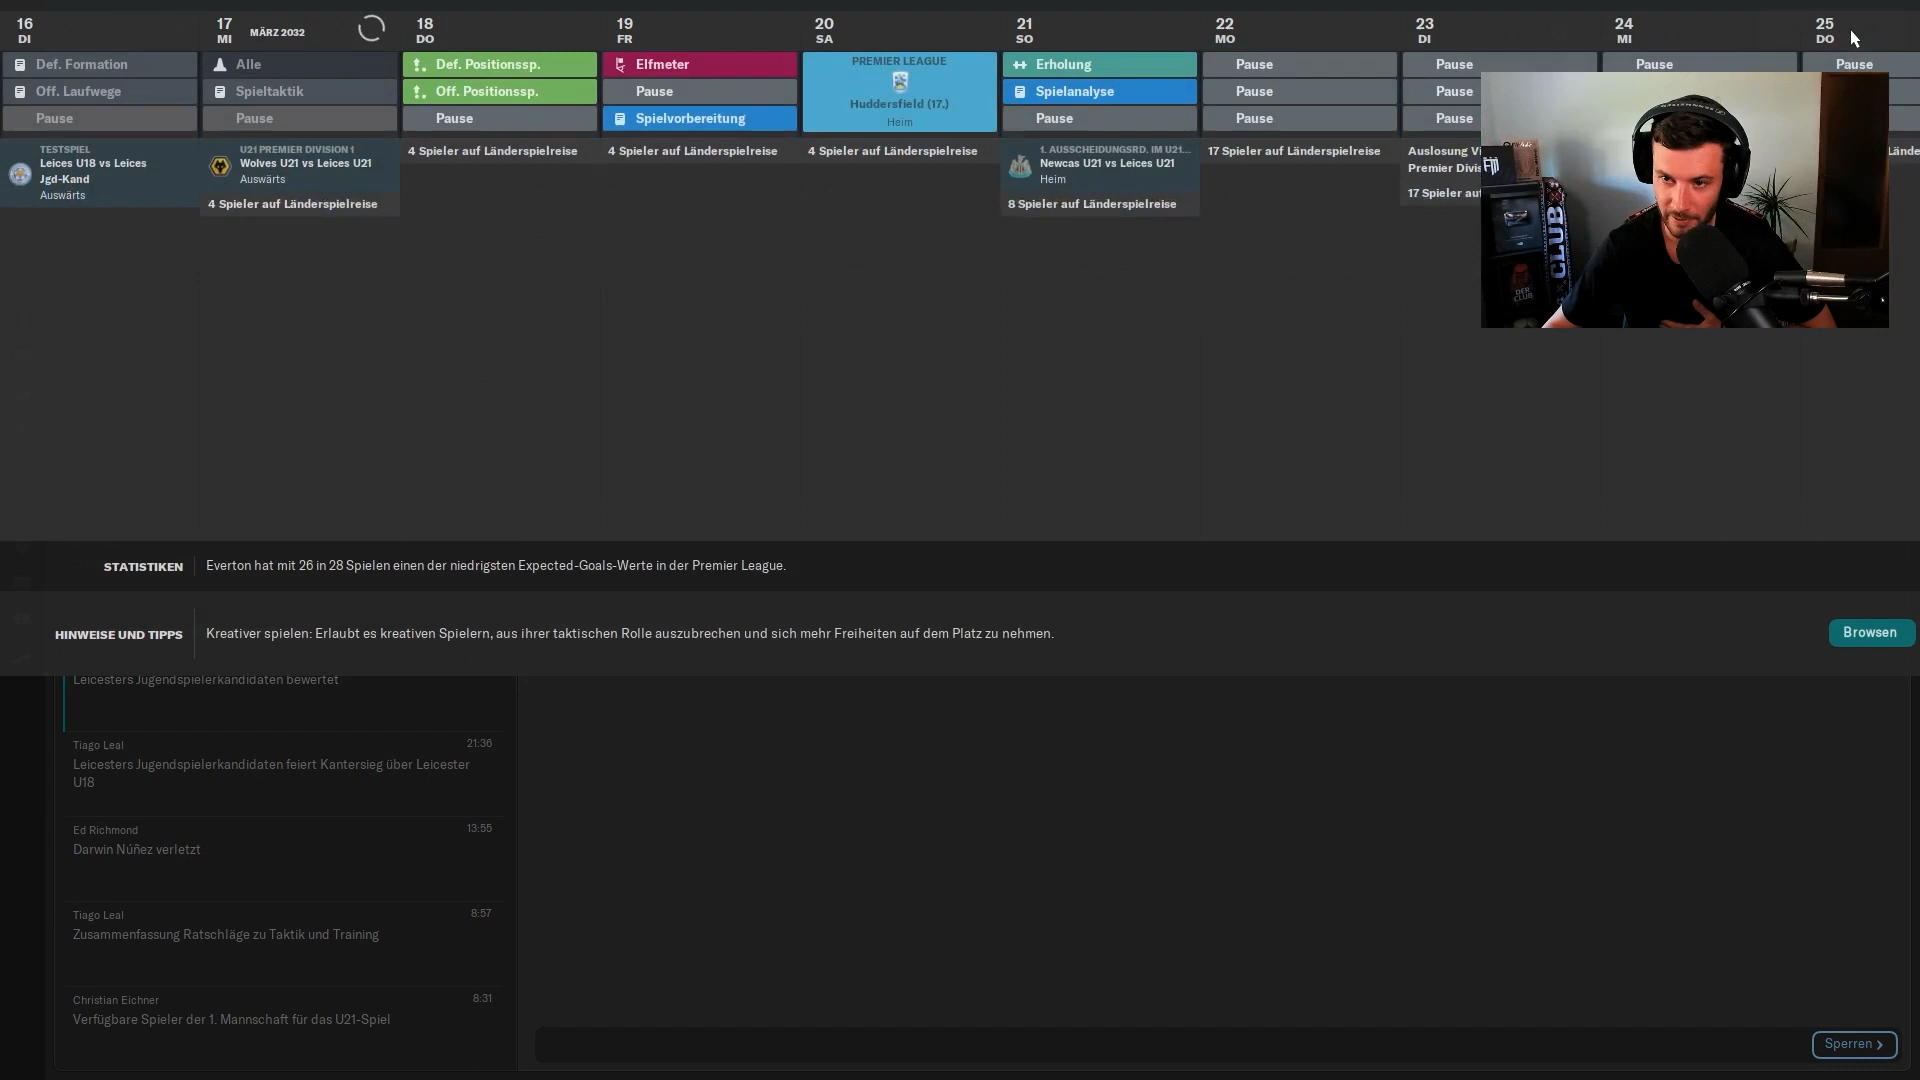 16
DI
17
MI
MÄRZ 2032
18
DO
19
FR
20
SA
21
SO
22
MO
23
DI
24
MI
25
DO
Def. Formation
Off. Laufwege
Pause
Alle
Spieltaktik
Pause
Def. Positionssp.
Off. Positionssp.
Pause
Elfmeter
Pause
Spielvorbereitung
PREMIER LEAGUE
Huddersfield (17.)
Heim
Erholung
Spielanalyse
Pause
Pause
Pause
Pause
Pause
Pause
Pause
Pause
Pause
TESTSPIEL
Leices U18 vs Leices
Jgd-Kand
Auswärts
U21 PREMIER DIVISION 1
Wolves U21 vs Leices U21
Auswärts
4 Spieler auf Länderspielreise
4 Spieler auf Länderspielreise
4 Spieler auf Länderspielreise
4 Spieler auf Länderspielreise
1. AUSSCHEIDUNGSRD. IM U21...
Newcas U21 vs Leices U21
Heim
8 Spieler auf Länderspielreise
17 Spieler auf Länderspielreise
Auslosung Vi
Premier Divis
17 Spieler auf
Lände
CLUB
DER
CLUB
STATISTIKEN
Everton hat mit 26 in 28 Spielen einen der niedrigsten Expected-Goals-Werte in der Premier League.
HINWEISE UND TIPPS
Kreativer spielen: Erlaubt es kreativen Spielern, aus ihrer taktischen Rolle auszubrechen und sich mehr Freiheiten auf dem Platz zu nehmen.
Browsen
Leicesters Jugendspielerkandidaten bewertet
Tiago Leal
21:36
Leicesters Jugendspielerkandidaten feiert Kantersieg über Leicester
U18
Ed Richmond
13:55
Darwin Núñez verletzt
Tiago Leal
8:57
Zusammenfassung Ratschläge zu Taktik und Training
Christian Eichner
8:31
Verfügbare Spieler der 1. Mannschaft für das U21-Spiel
Sperren